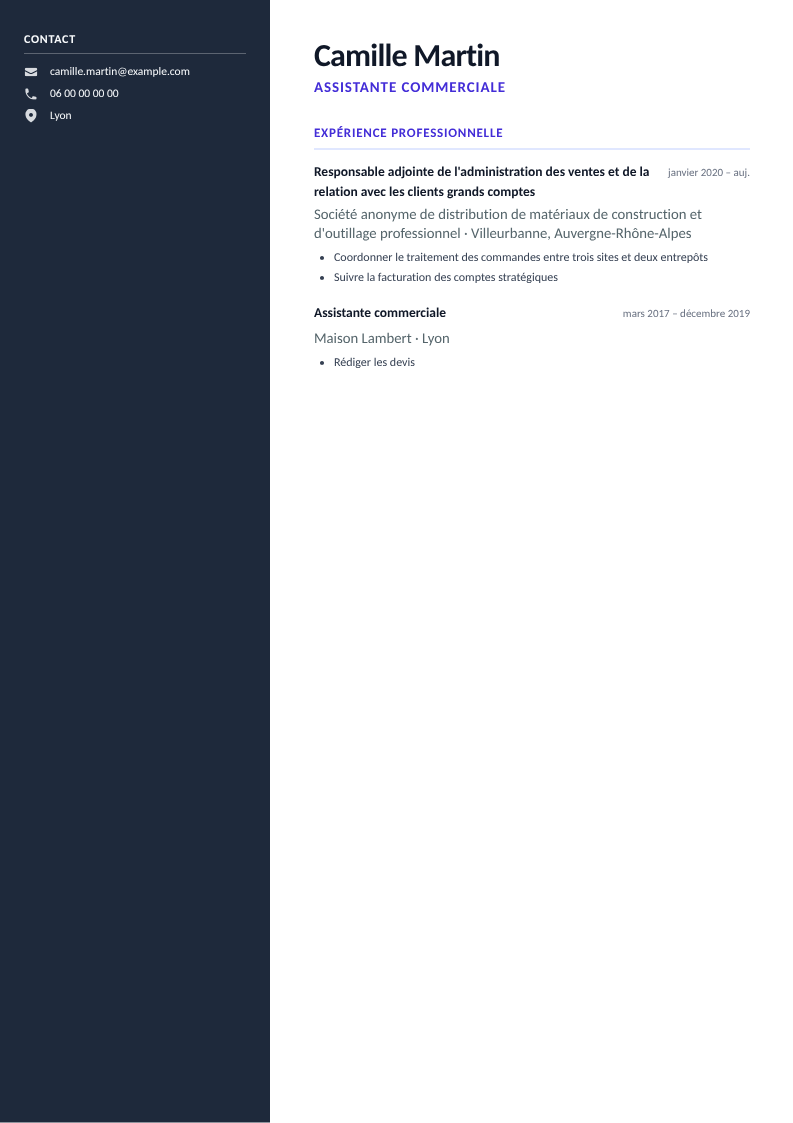 CONTACT
camille.martin@example.com
06 00 00 00 00
Lyon
Camille Martin
ASSISTANTE COMMERCIALE
EXPÉRIENCE PROFESSIONNELLE
Responsable adjointe de l'administration des ventes et de la janvier 2020 – auj.
relation avec les clients grands comptes
Société anonyme de distribution de matériaux de construction et
d'outillage professionnel · Villeurbanne, Auvergne-Rhône-Alpes
• Coordonner le traitement des commandes entre trois sites et deux entrepôts
• Suivre la facturation des comptes stratégiques
Assistante commerciale mars 2017 – décembre 2019
Maison Lambert · Lyon
• Rédiger les devis